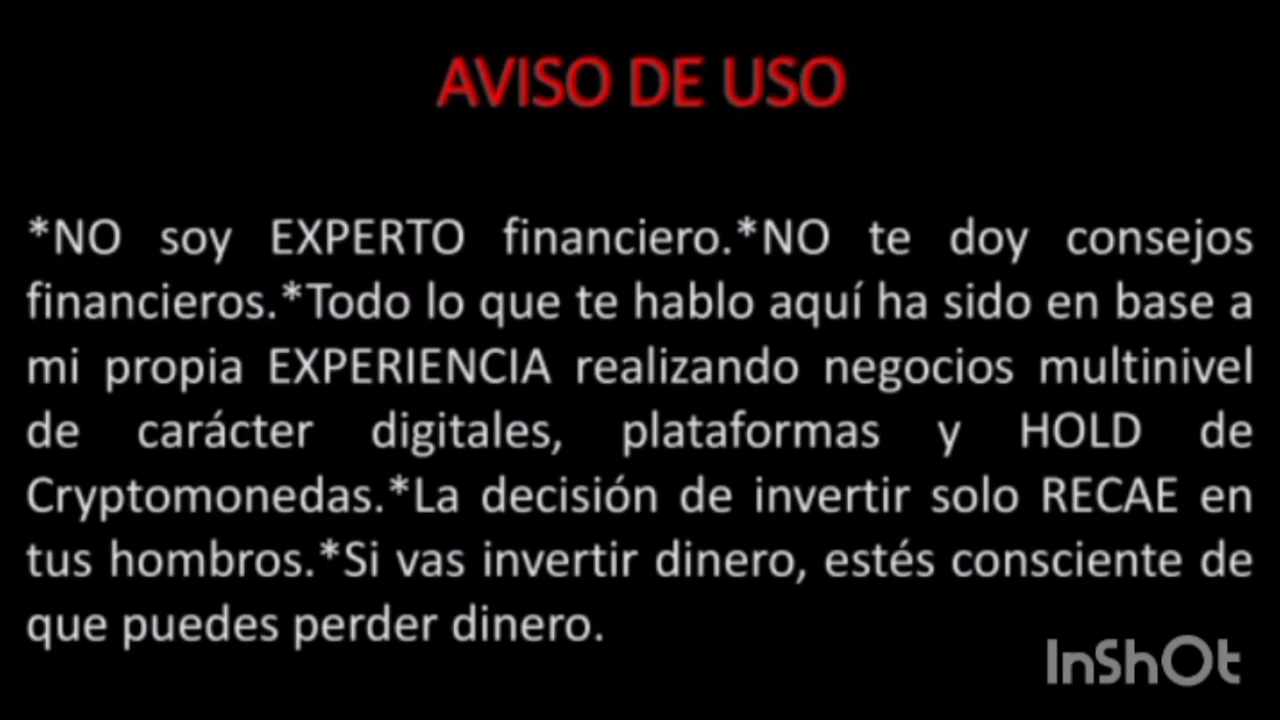 AVISO DE USO
*NO soy EXPERTO financiero.*NO te doy consejos
financieros.*Todo lo que te hablo aquí ha sido en base a
mi propia EXPERIENCIA realizando negocios multinivel
de carácter digitales, plataformas y HOLD de
Cryptomonedas.*La decisión de invertir solo RECAE en
tus hombros.*Si vas invertir dinero, estés consciente de
que puedes perder dinero.
InShOt